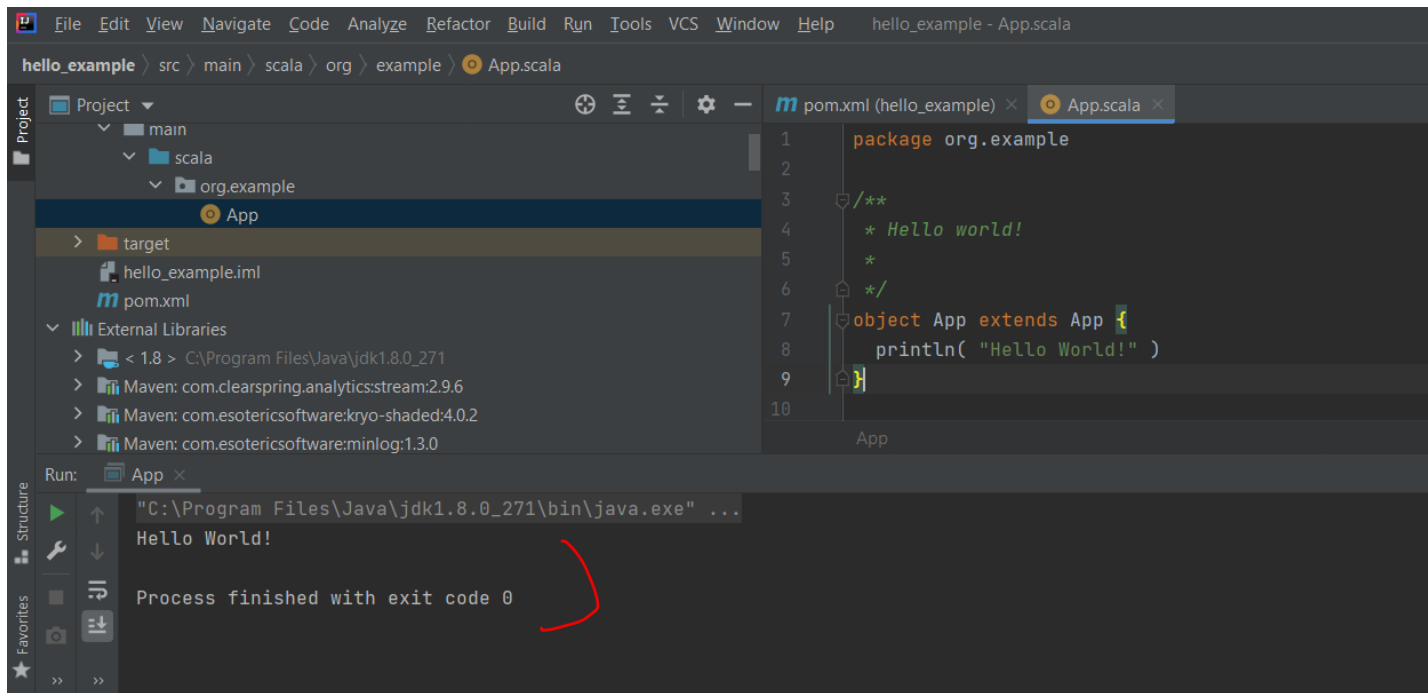 File Edit View Navigate Code Analyze Refactor Build Run Tools VCS Window Help hello_example - App.scala
hello_example 〉 src 〉 main 〉 scala 〉 org 〉 example 〉 App.scala
Project
Project
main
scala
org.example
App
target
hello_example.iml
pom.xml
External Libraries
< 1.8 > C:\Program Files\Java\jdk1.8.0_271
Maven: com.clearspring.analytics:stream:2.9.6
Maven: com.esotericsoftware:kryo-shaded:4.0.2
Maven: com.esotericsoftware:minlog:1.3.0
pom.xml (hello_example) × App.scala ×
1 package org.example
2
3 /**
4 * Hello world!
5 *
6 */
7 object App extends App {
8 println( "Hello World!" )
9 }
10
App
Run: App ×
"C:\Program Files\Java\jdk1.8.0_271\bin\java.exe" ...
Hello World!
Process finished with exit code 0
Structure
Favorites